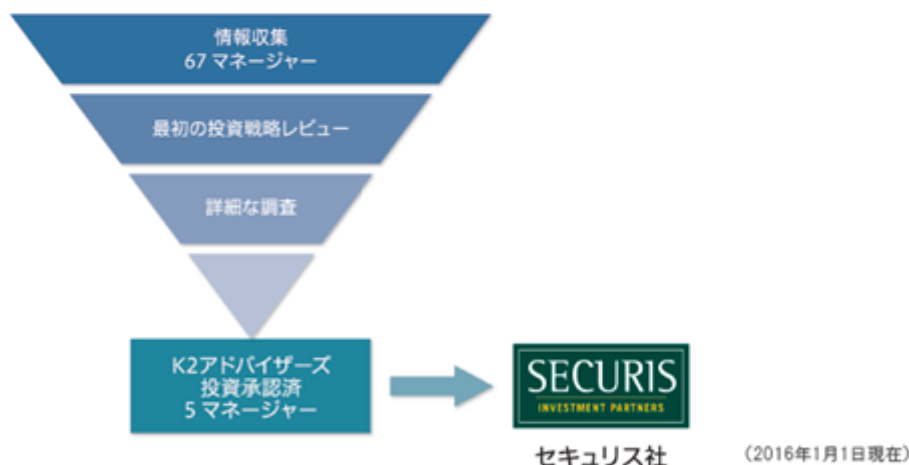 情報収集
67 マネージャー
最初の投資戦略レビュー
詳細な調査
K2アドバイザーズ
投資承認済
5 マネージャー
SECURIS
INVESTMENT PARTNERS
セキュリス社
（2016年1月1日現在）